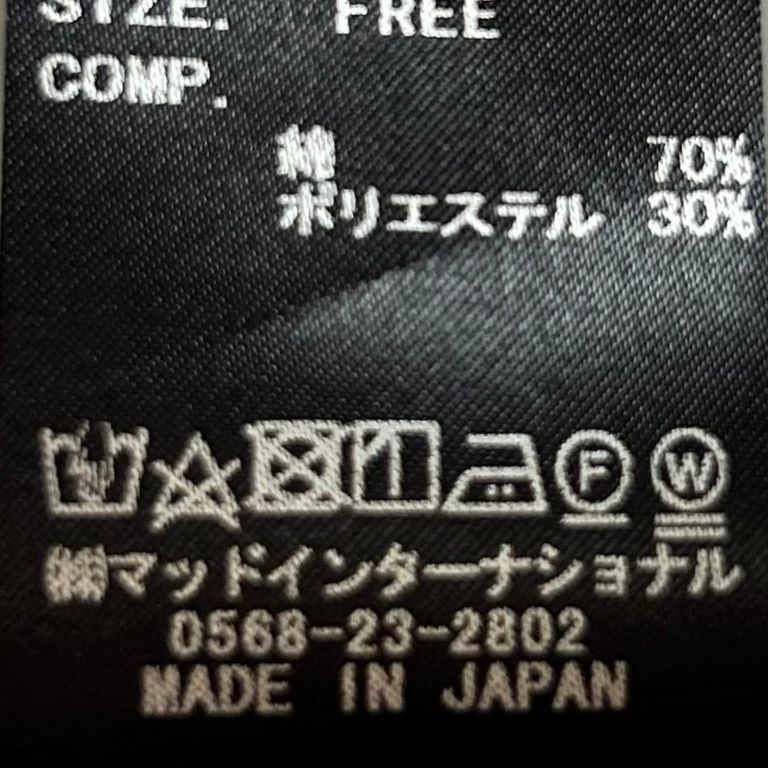 SIZE. FREE
COMP.
綿 70%
ポリエステル 30%
F W
㈱マッドインターナショナル
0568-23-2802
MADE IN JAPAN